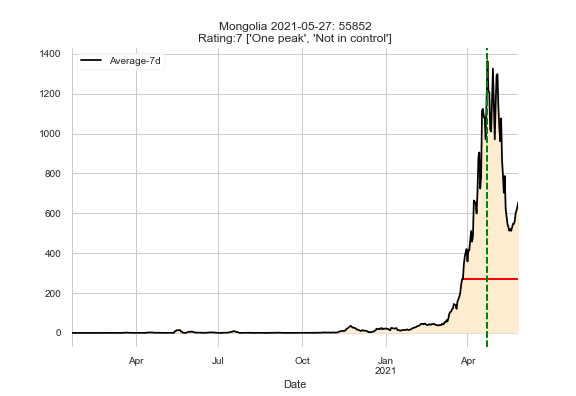 Mongolia 2021-05-27: 55852
Rating:7 ['One peak', 'Not in control']
Average-7d
1400
1200
1000
800
600
400
200
0
Apr Jul Oct Jan Apr
2021
Date